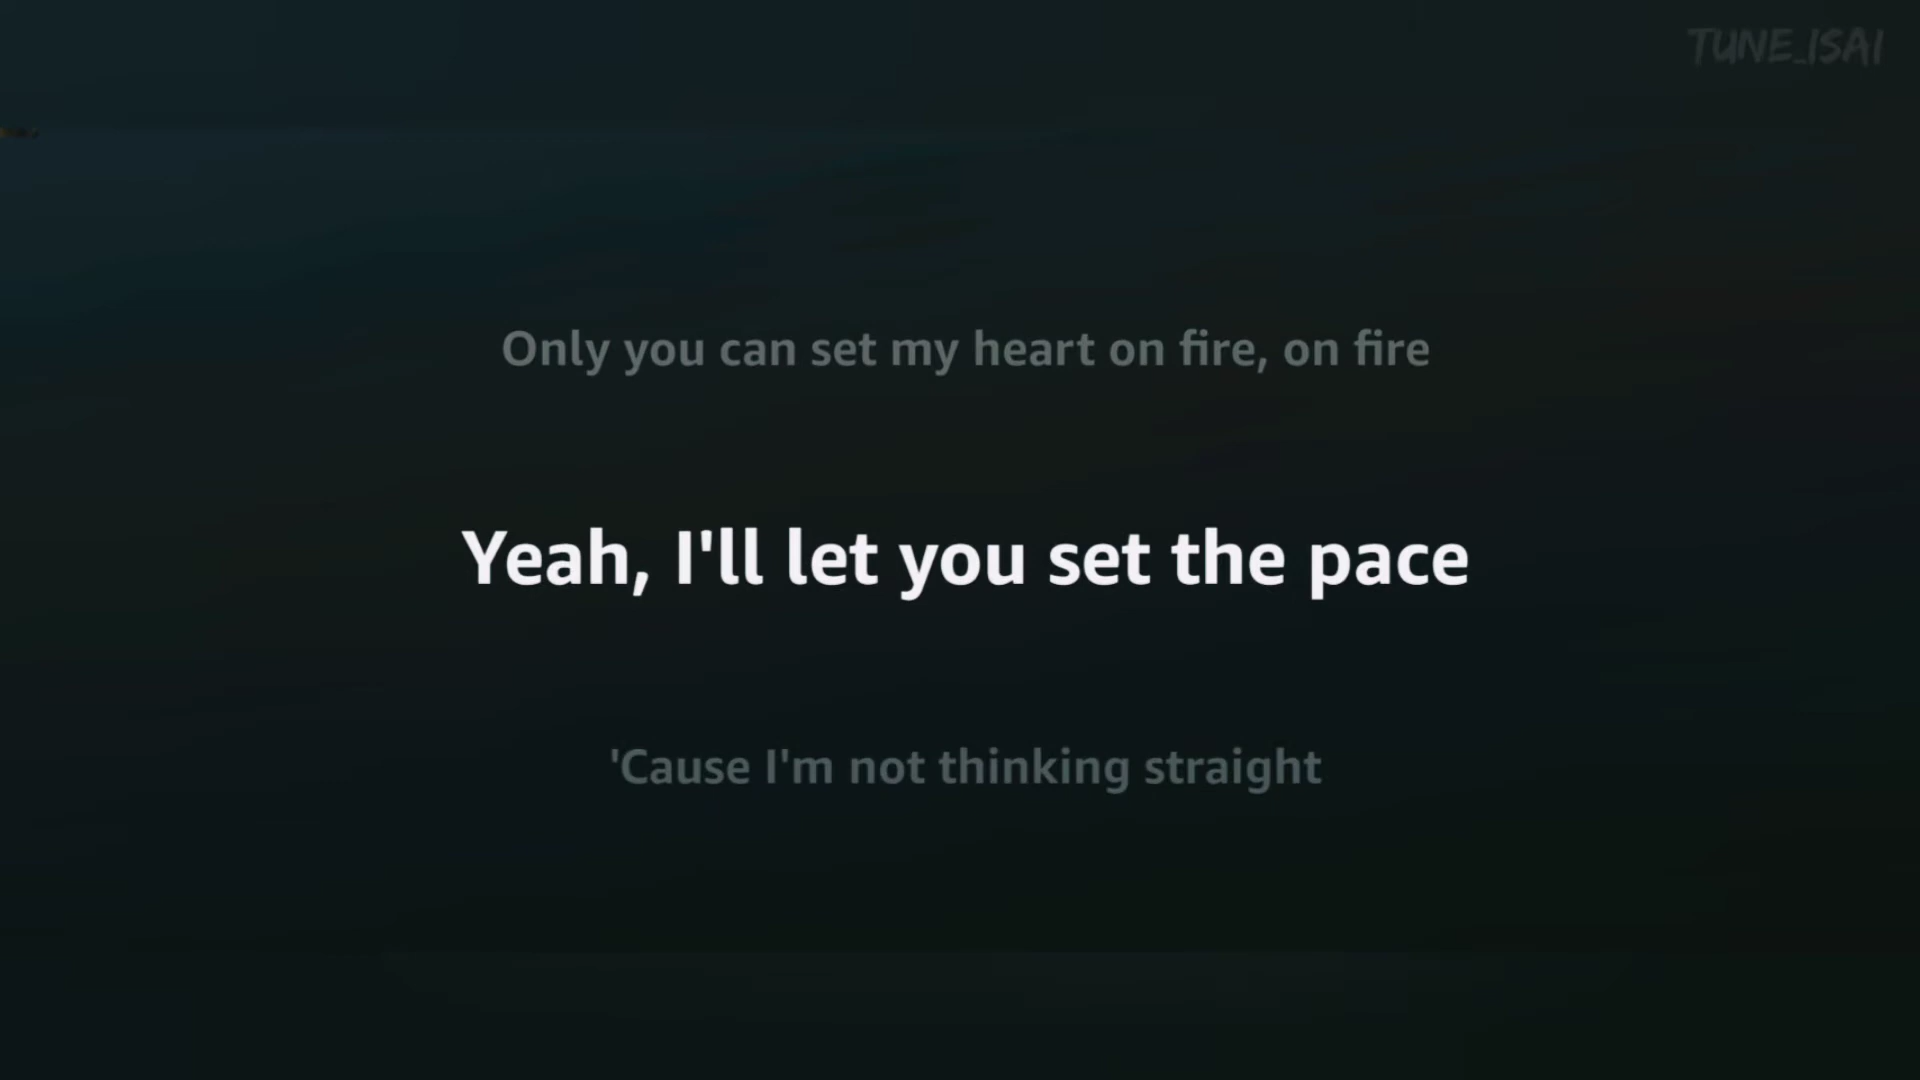 TUNE_ISAI
Only you can set my heart on fire, on fire
Yeah, I'll let you set the pace
'Cause I'm not thinking straight